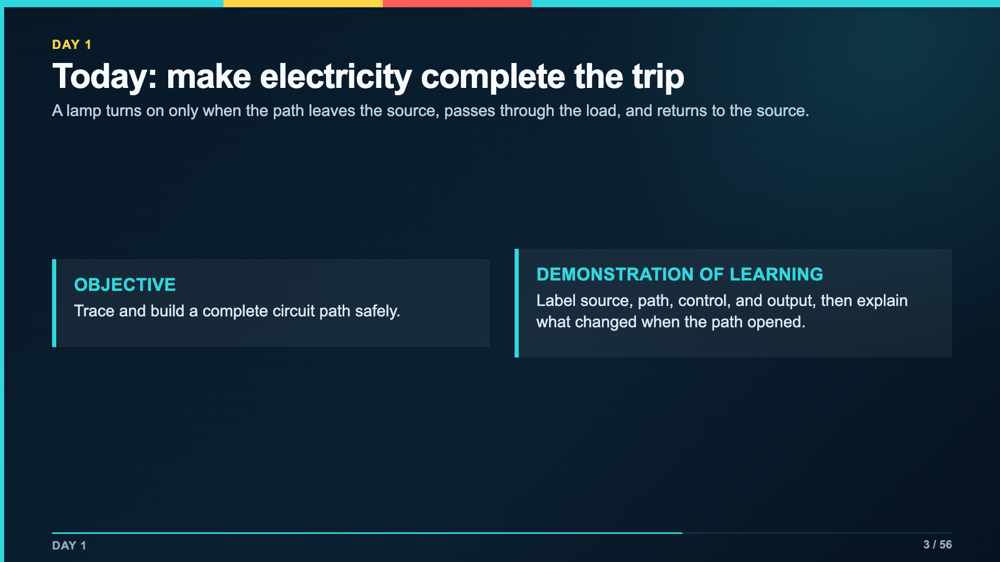 DAY 1
Today: make electricity complete the trip
A lamp turns on only when the path leaves the source, passes through the load, and returns to the source.
OBJECTIVE
Trace and build a complete circuit path safely.
DEMONSTRATION OF LEARNING
Label source, path, control, and output, then explain
what changed when the path opened.
DAY 1
3 / 56